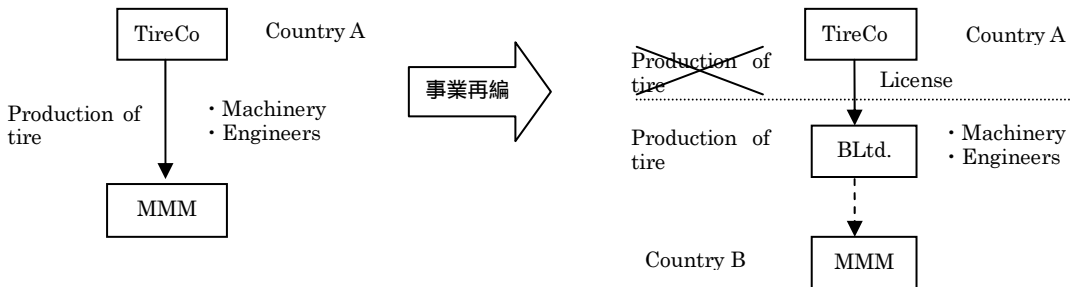 TireCo
Country A
Production of
tire
・Machinery
・Engineers
MMM
事業再編
TireCo
Country A
Production of
tire
License
Production of
tire
BLtd.
・Machinery
・Engineers
Country B
MMM